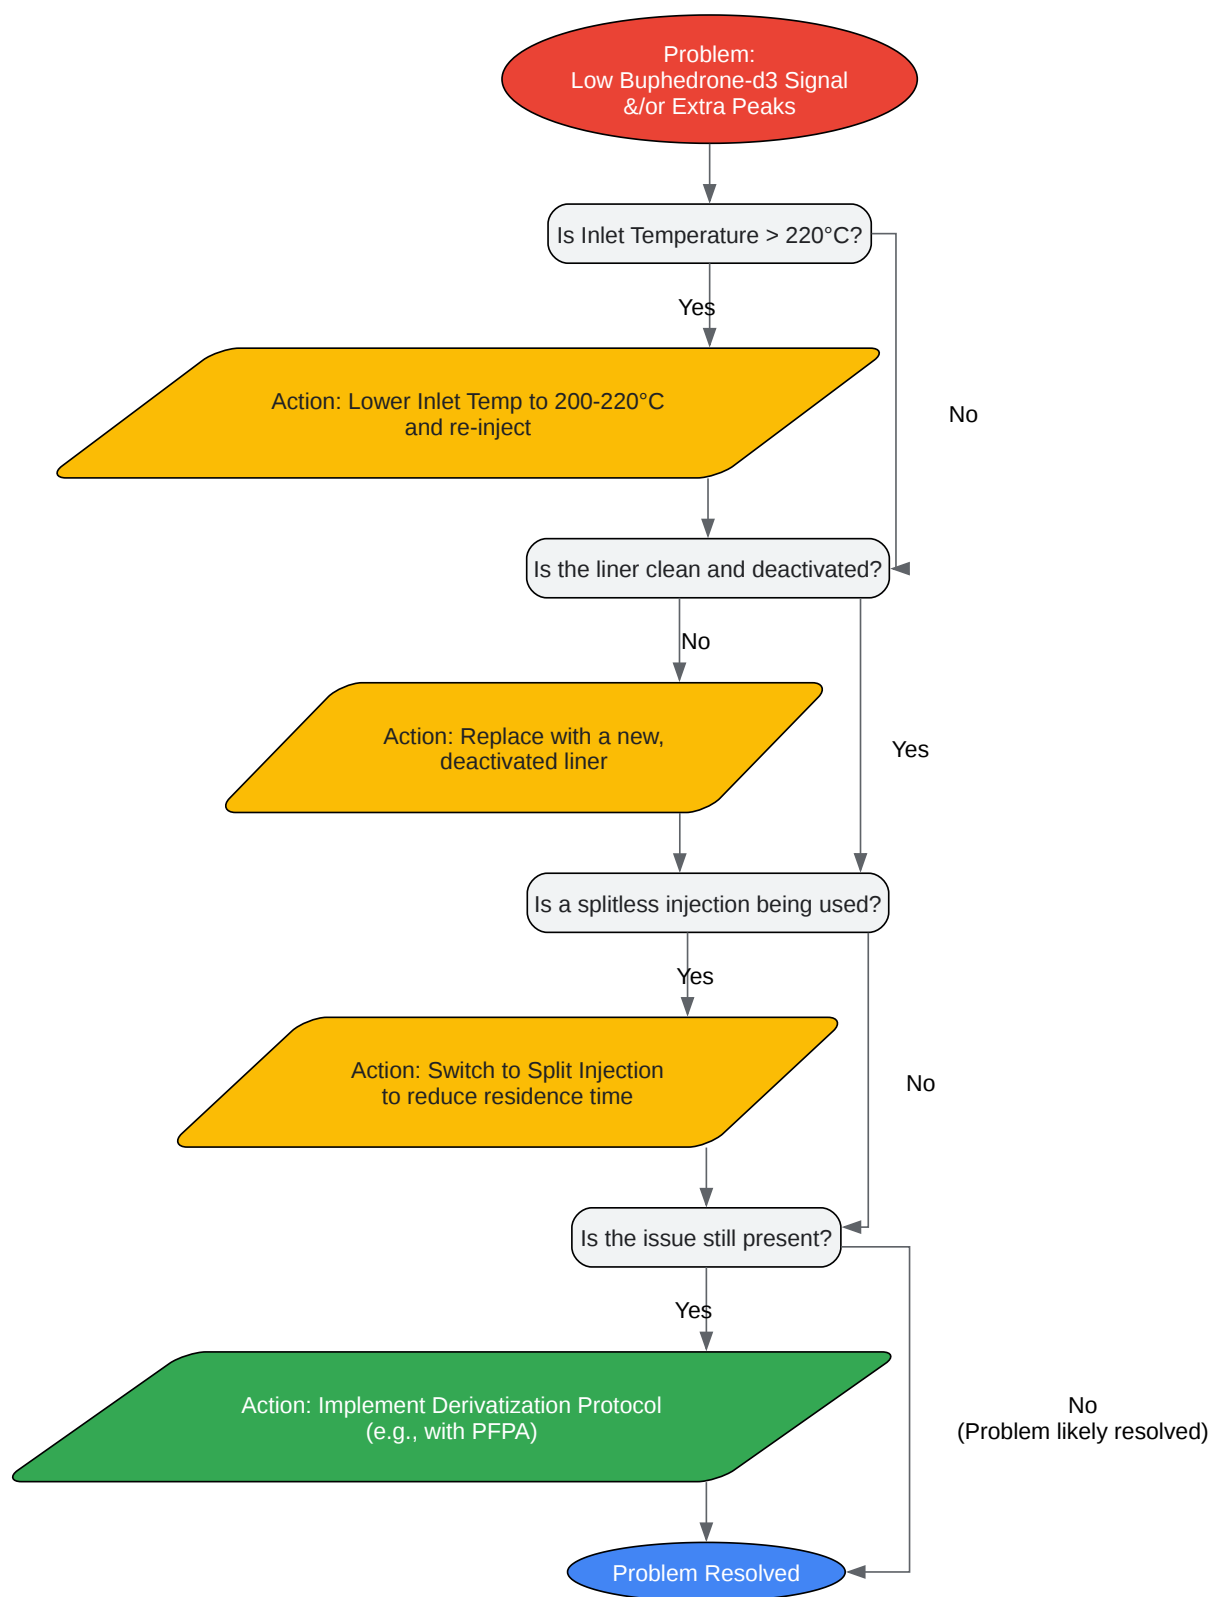 Problem:
Low Buphedrone-d3 Signal
&/or Extra Peaks
Is Inlet Temperature > 220°C?
Yes
Action: Lower Inlet Temp to 200-220°C
and re-inject
No
Is the liner clean and deactivated?
No
Action: Replace with a new,
deactivated liner
Yes
Is a splitless injection being used?
Yes
Action: Switch to Split Injection
to reduce residence time
No
Is the issue still present?
Yes
Action: Implement Derivatization Protocol
(e.g., with PFPA)
No
(Problem likely resolved)
Problem Resolved